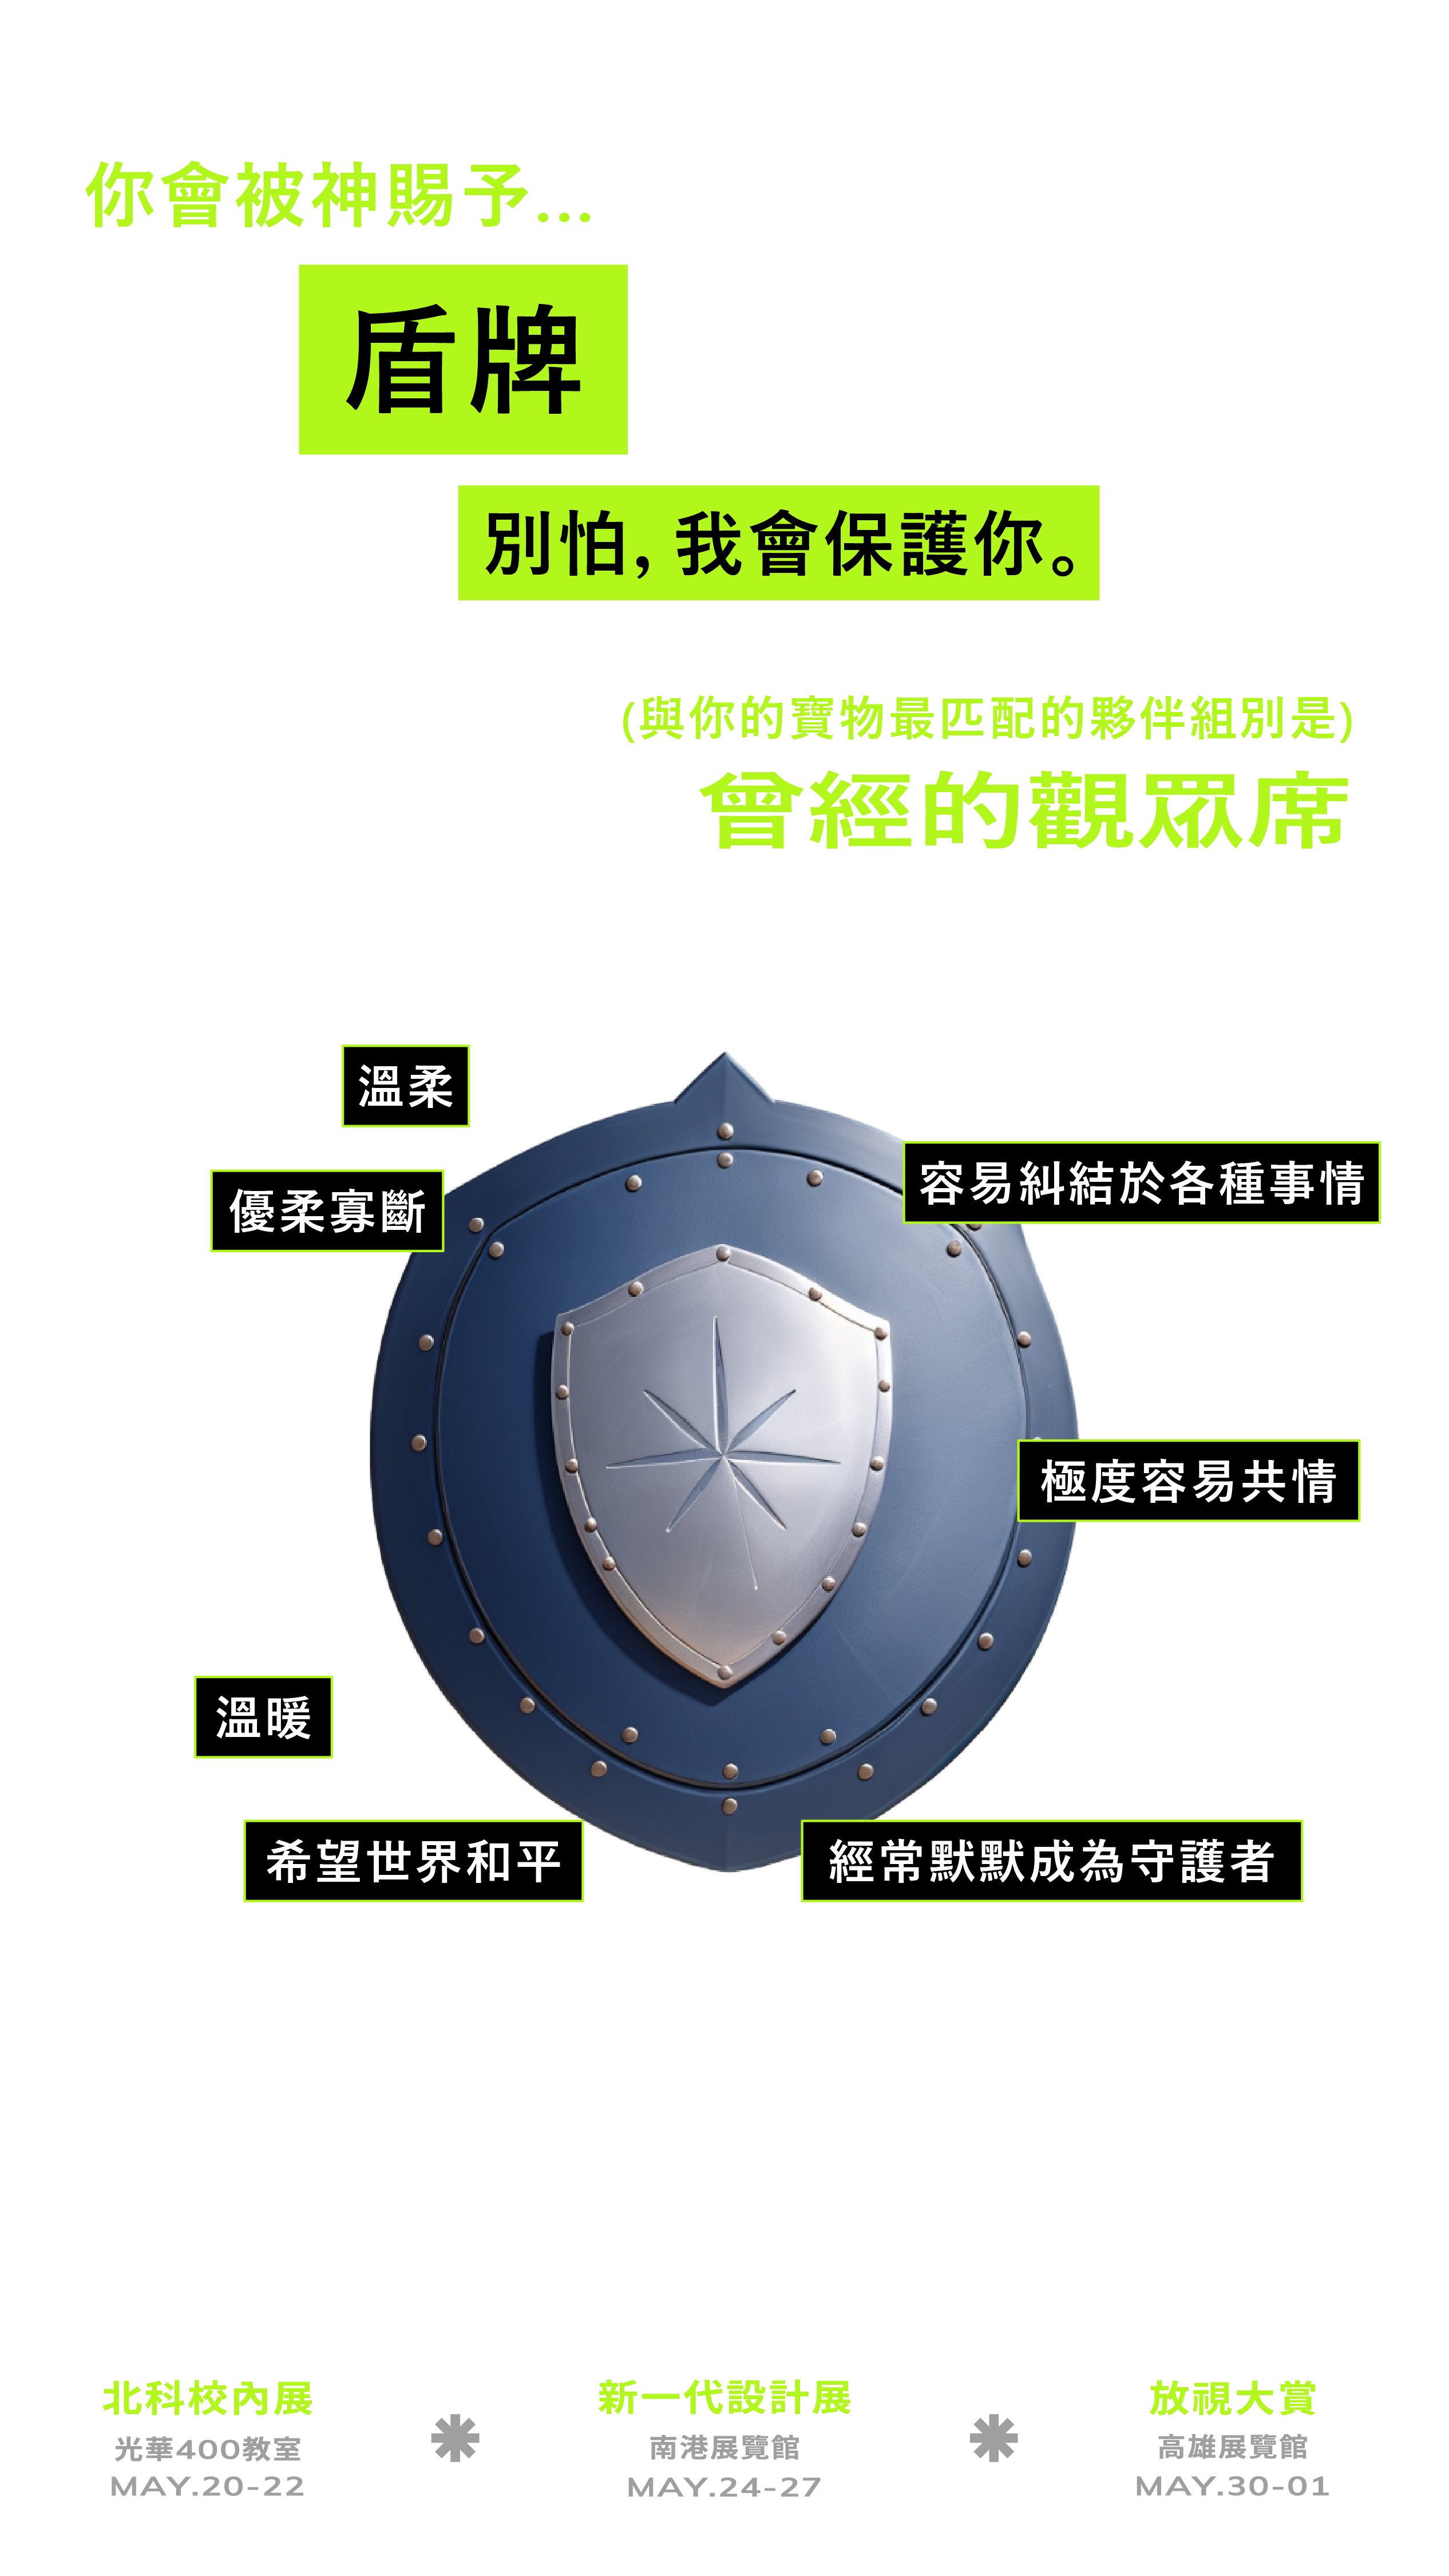 你會被神賜予...
盾牌
別怕, 我會保護你。
(與你的寶物最匹配的夥伴組別是)
曾經的觀眾席
溫柔
優柔寡斷
容易糾結於各種事情
極度容易共情
溫暖
希望世界和平
經常默默成為守護者
北科校內展
光華400教室
MAY.20-22
新一代設計展
南港展覽館
MAY.24-27
放視大賞
高雄展覽館
MAY.30-01